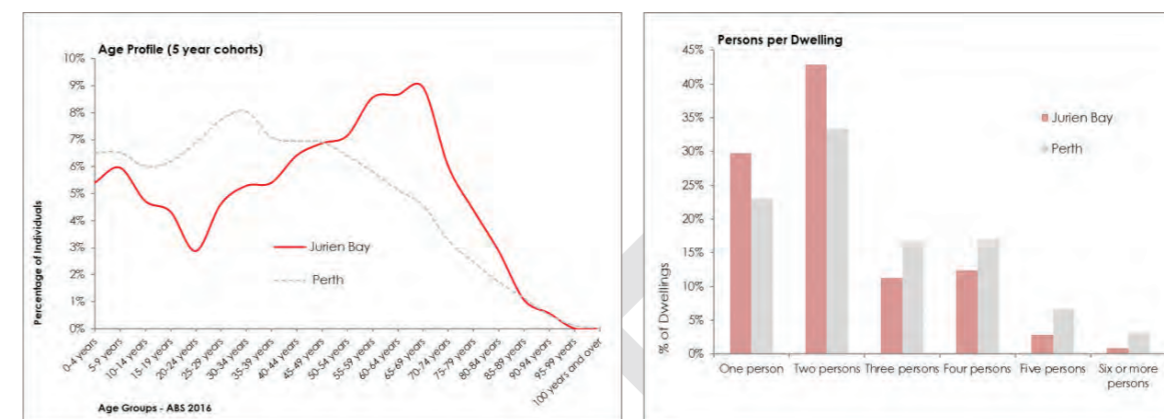 Age Profile (5 year cohorts)
10%
9%
8%
7%
6%
5%
4%
3%
2%
1%
0%
Percentage of Individuals
Jurien Bay
Perth
0-4 years
5-9 years
10-14 years
15-19 years
20-24 years
25-29 years
30-34 years
35-39 years
40-44 years
45-49 years
50-54 years
55-59 years
60-64 years
65-69 years
70-74 years
75-79 years
80-84 years
85-89 years
90-94 years
95-99 years
100 years and over
Age Groups - ABS 2016
Persons per Dwelling
45%
40%
35%
30%
25%
20%
15%
10%
5%
0%
% of Dwellings
Jurien Bay
Perth
One person
Two persons
Three persons
Four persons
Five persons
Six or more
persons